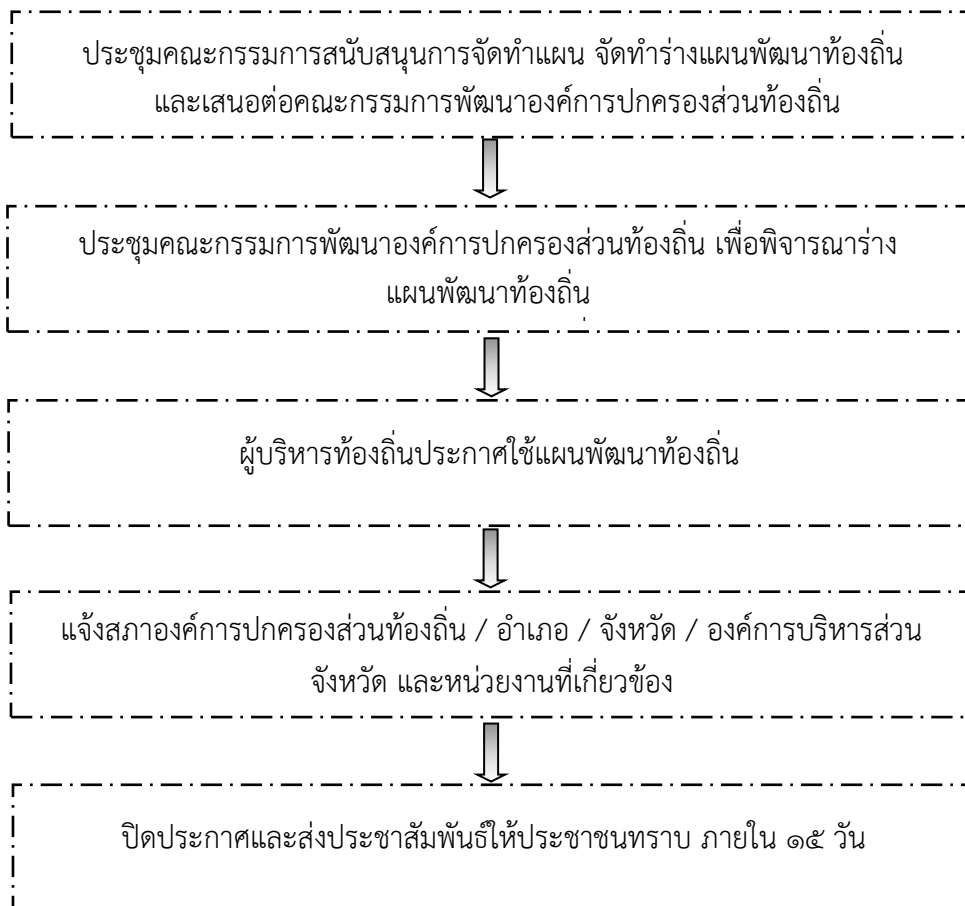 ประชุมคณะกรรมการสนับสนุนการจัดทำแผน จัดทำร่างแผนพัฒนาท้องถิ่น
และเสนอต่อคณะกรรมการพัฒนาองค์การปกครองส่วนท้องถิ่น
ประชุมคณะกรรมการพัฒนาองค์การปกครองส่วนท้องถิ่น เพื่อพิจารณาร่าง
แผนพัฒนาท้องถิ่น
ผู้บริหารท้องถิ่นประกาศใช้แผนพัฒนาท้องถิ่น
แจ้งสภาองค์การปกครองส่วนท้องถิ่น / อำเภอ / จังหวัด / องค์การบริหารส่วน
จังหวัด และหน่วยงานที่เกี่ยวข้อง
ปิดประกาศและส่งประชาสัมพันธ์ให้ประชาชนทราบ ภายใน ๑๕ วัน